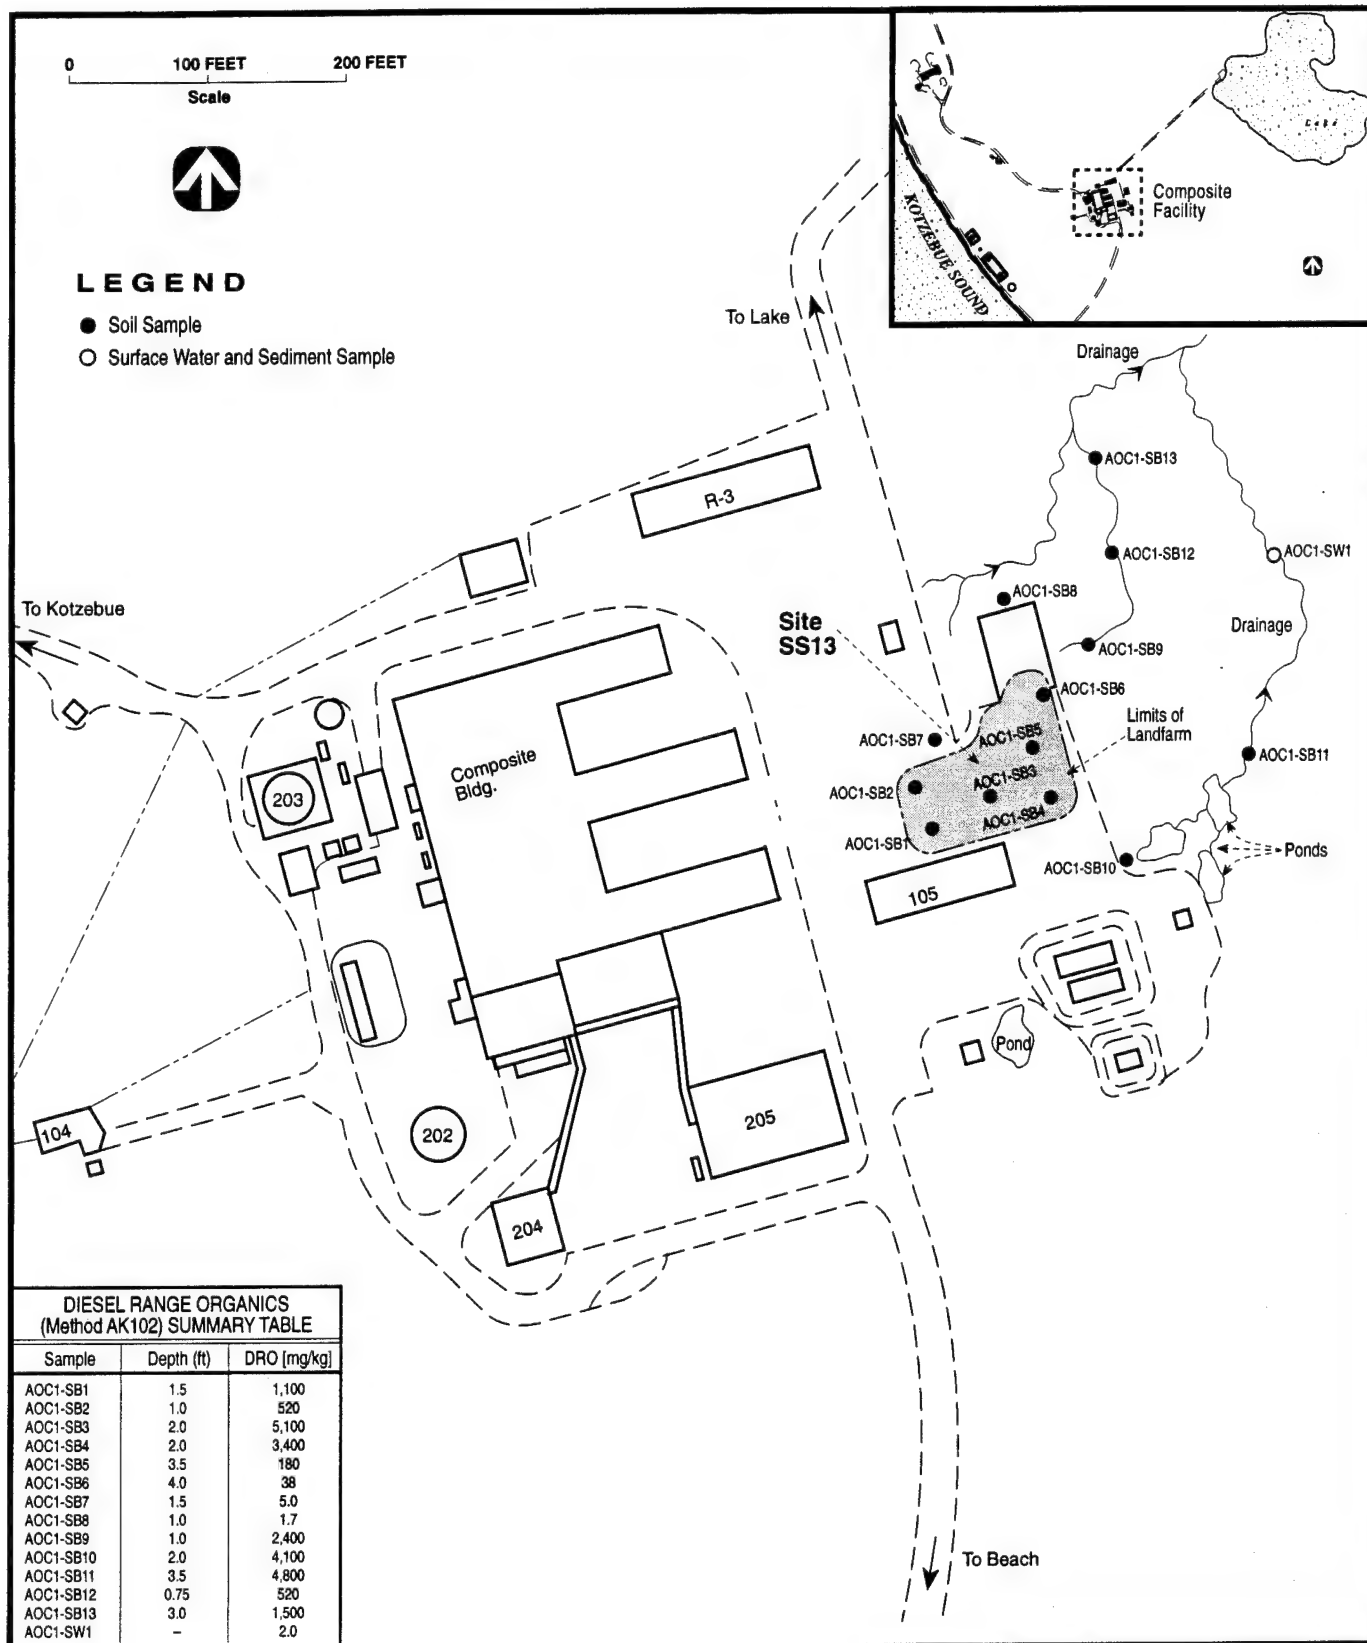 0 100 FEET 200 FEET
Scale
LEGEND
Soil Sample
Surface Water and Sediment Sample
Composite
Facility
KOTZEBUE SOUND
Lake
To Lake
Drainage
AOC1-SB13
R-3
AOC1-SB12
AOC1-SW1
AOC1-SB8
To Kotzebue
Site
SS13
Drainage
AOC1-SB9
AOC1-SB6
Limits of
Landfarm
AOC1-SB7
AOC1-SB5
AOC1-SB11
Composite
Bldg.
AOC1-SB3
AOC1-SB2
203
AOC1-SB4
AOC1-SB1
Ponds
AOC1-SB10
105
Pond
205
104
202
204
DIESEL RANGE ORGANICS
(Method AK102) SUMMARY TABLE
Sample Depth (ft) DRO [mg/kg]
AOC1-SB1 1.5 1,100
AOC1-SB2 1.0 520
AOC1-SB3 2.0 5,100
AOC1-SB4 2.0 3,400
AOC1-SB5 3.5 180
AOC1-SB6 4.0 38
AOC1-SB7 1.5 5.0
AOC1-SB8 1.0 1.7
AOC1-SB9 1.0 2,400
AOC1-SB10 2.0 4,100
AOC1-SB11 3.5 4,800
AOC1-SB12 0.75 520
AOC1-SB13 3.0 1,500
AOC1-SW1 – 2.0
To Beach